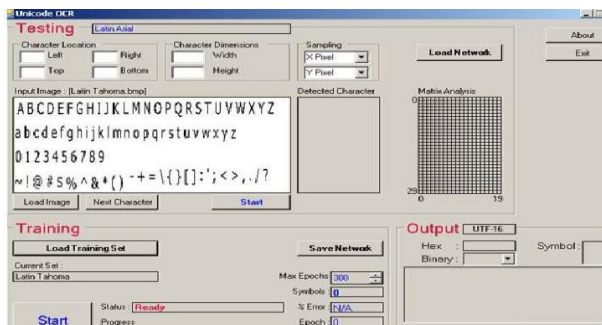 Unicode OCR
Testing
Latin Arial
About
Exit
Character Location
Left
Right
Top
Bottom
Character Dimensions
Width
Height
Sampling
X Pixel
Y Pixel
Load Network
Input Image : [Latin Tahoma.bmp]
ABCDEFGHIJKLMNOPQRSTUVWXYZ
abcdefghijklmnopqrstuvwxyz
0123456789
~!@#$%^&*() -+=\{}[]:';<>,./?
Detected Character
Matrix Analysis
0
29
0 19
Load Image
Next Character
Start
Training
Load Training Set
Save Network
Current Set :
Latin Tahoma
Max Epochs : 300
Symbols : 0
% Error : N/A
Epoch : 0
Start
Status : Ready
Progress
Output
UTF-16
Hex :
Symbol :
Binary :